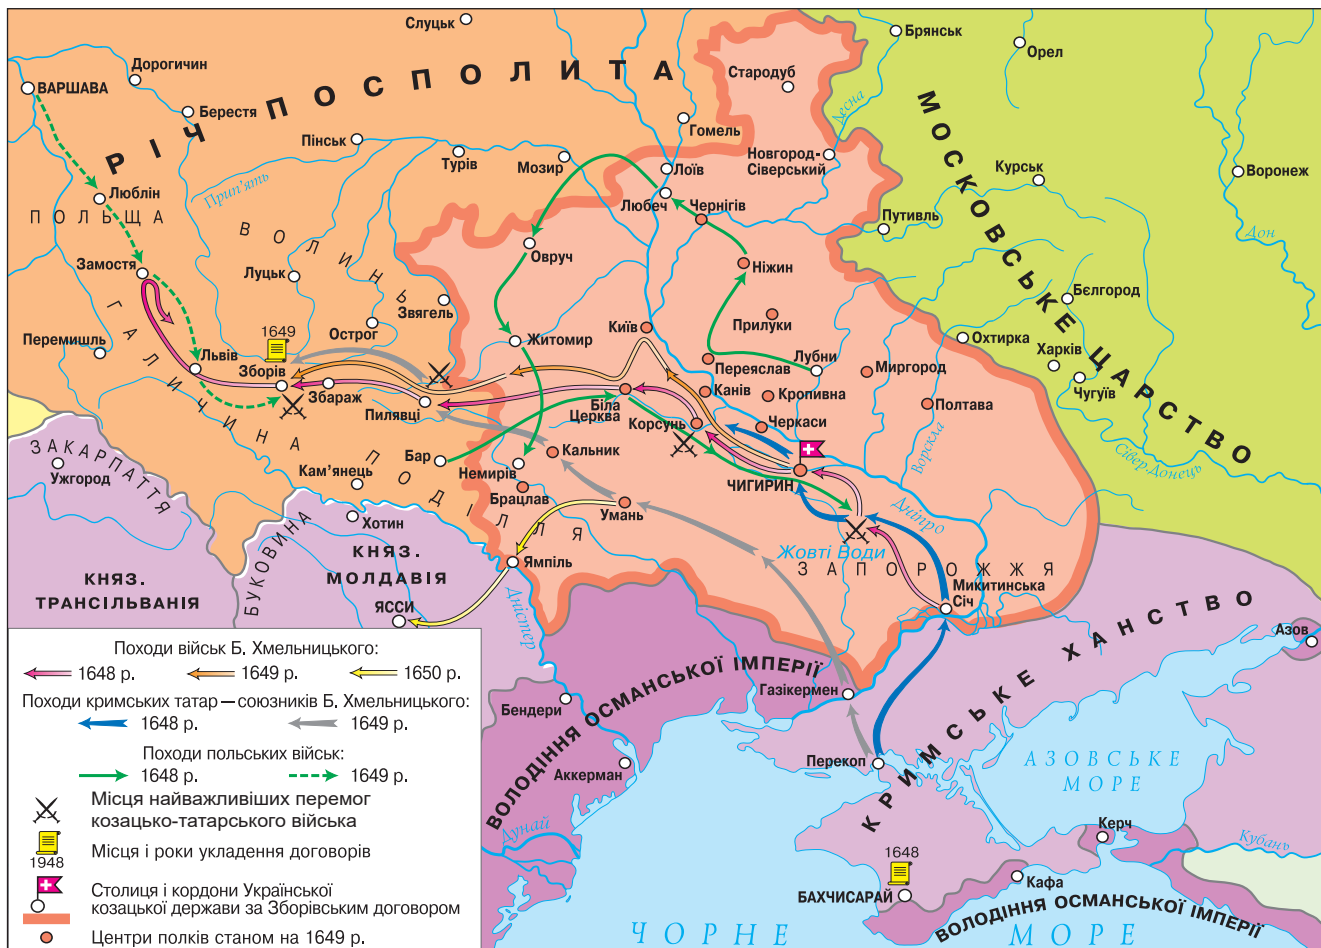 Слуцьк
Брянськ
Орел
ВАРШАВА
Дорогичин
Берестя
РІЧ ПОСПОЛИТА
Стародуб
Десна
Гомель
Пінськ
Турів
Мозир
Лоїв
Новгород-
Сіверський
МОСКОВСЬКЕ ЦАРСТВО
Курськ
Воронеж
Прип'ять
Люблін
ПОЛЬЩА
Любеч
Чернігів
Путивль
Дон
ВОЛИНЬ
Замостя
Луцьк
Овруч
Ніжин
Звягель
Бєлгород
ГАЛИЧИНА
Перемишль
1649
Острог
Житомир
Київ
Прилуки
Охтирка
Харків
Львів
Зборів
Збараж
Переяслав
Лубни
Миргород
Чугуїв
Пилявці
Біла
Церква
Канів
Кропивна
Полтава
Корсунь
Черкаси
Ворскла
Сівер.Донець
ЗАКАРПАТТЯ
Ужгород
Кам'янець
Бар
Немирів
Кальник
Брацлав
ЧИГИРИН
ПОДІЛЛЯ
Умань
Дніпро
Хотин
БУКОВИНА
КНЯЗ.
МОЛДАВІЯ
КНЯЗ.
ТРАНСІЛЬВАНІЯ
Ямпіль
Жовті Води
ЗАПОРОЖЖЯ
Микитинська
Січ
ЯССИ
Дністер
Азов
КРИМСЬКЕ ХАНСТВО
ВОЛОДІННЯ ОСМАНСЬКОЇ ІМПЕРІЇ
Газікермен
Бендери
Аккерман
Перекоп
АЗОВСЬКЕ
МОРЕ
Дунай
Керч
Кубань
1648
БАХЧИСАРАЙ
Кафа
ВОЛОДІННЯ ОСМАНСЬКОЇ ІМПЕРІЇ
ЧОРНЕ МОРЕ
Походи військ Б. Хмельницького:
1648 р. 1649 р. 1650 р.
Походи кримських татар — союзників Б. Хмельницького:
1648 р. 1649 р.
Походи польських військ:
1648 р. 1649 р.
Місця найважливіших перемог
козацько-татарського війська
Місця і роки укладення договорів
1948
Столиця і кордони Української
козацької держави за Зборівським договором
Центри полків станом на 1649 р.